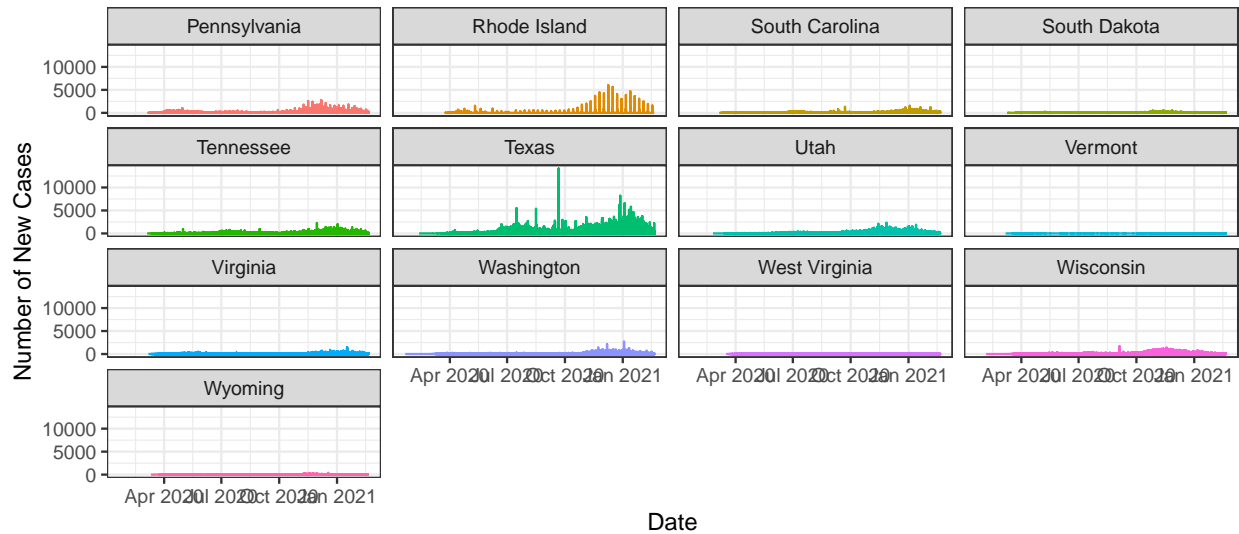 Number of New Cases
Pennsylvania Rhode Island South Carolina South Dakota
10000
5000
0
Tennessee Texas Utah Vermont
10000
5000
0
Virginia Washington West Virginia Wisconsin
10000
5000
0
Apr 2020 Jul 2020 Oct 2020 Jan 2021 Apr 2020 Jul 2020 Oct 2020 Jan 2021 Apr 2020 Jul 2020 Oct 2020 Jan 2021
Wyoming
10000
5000
0
Apr 2020 Jul 2020 Oct 2020 Jan 2021
Date